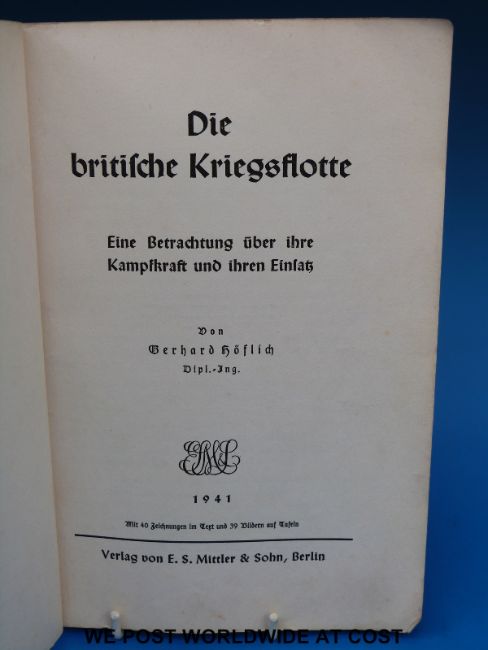 Die
britiſche Kriegsflotte
Eine Betrachtung über ihre
Kampfkraft und ihren Einſatz
Von
Gerhard Höflich
Dipl.-Ing.
1941
Mit 40 Zeichnungen im Text und 39 Bildern auf Tafeln
Verlag von E. S. Mittler & Sohn, Berlin
WE POST WORLDWIDE AT COST